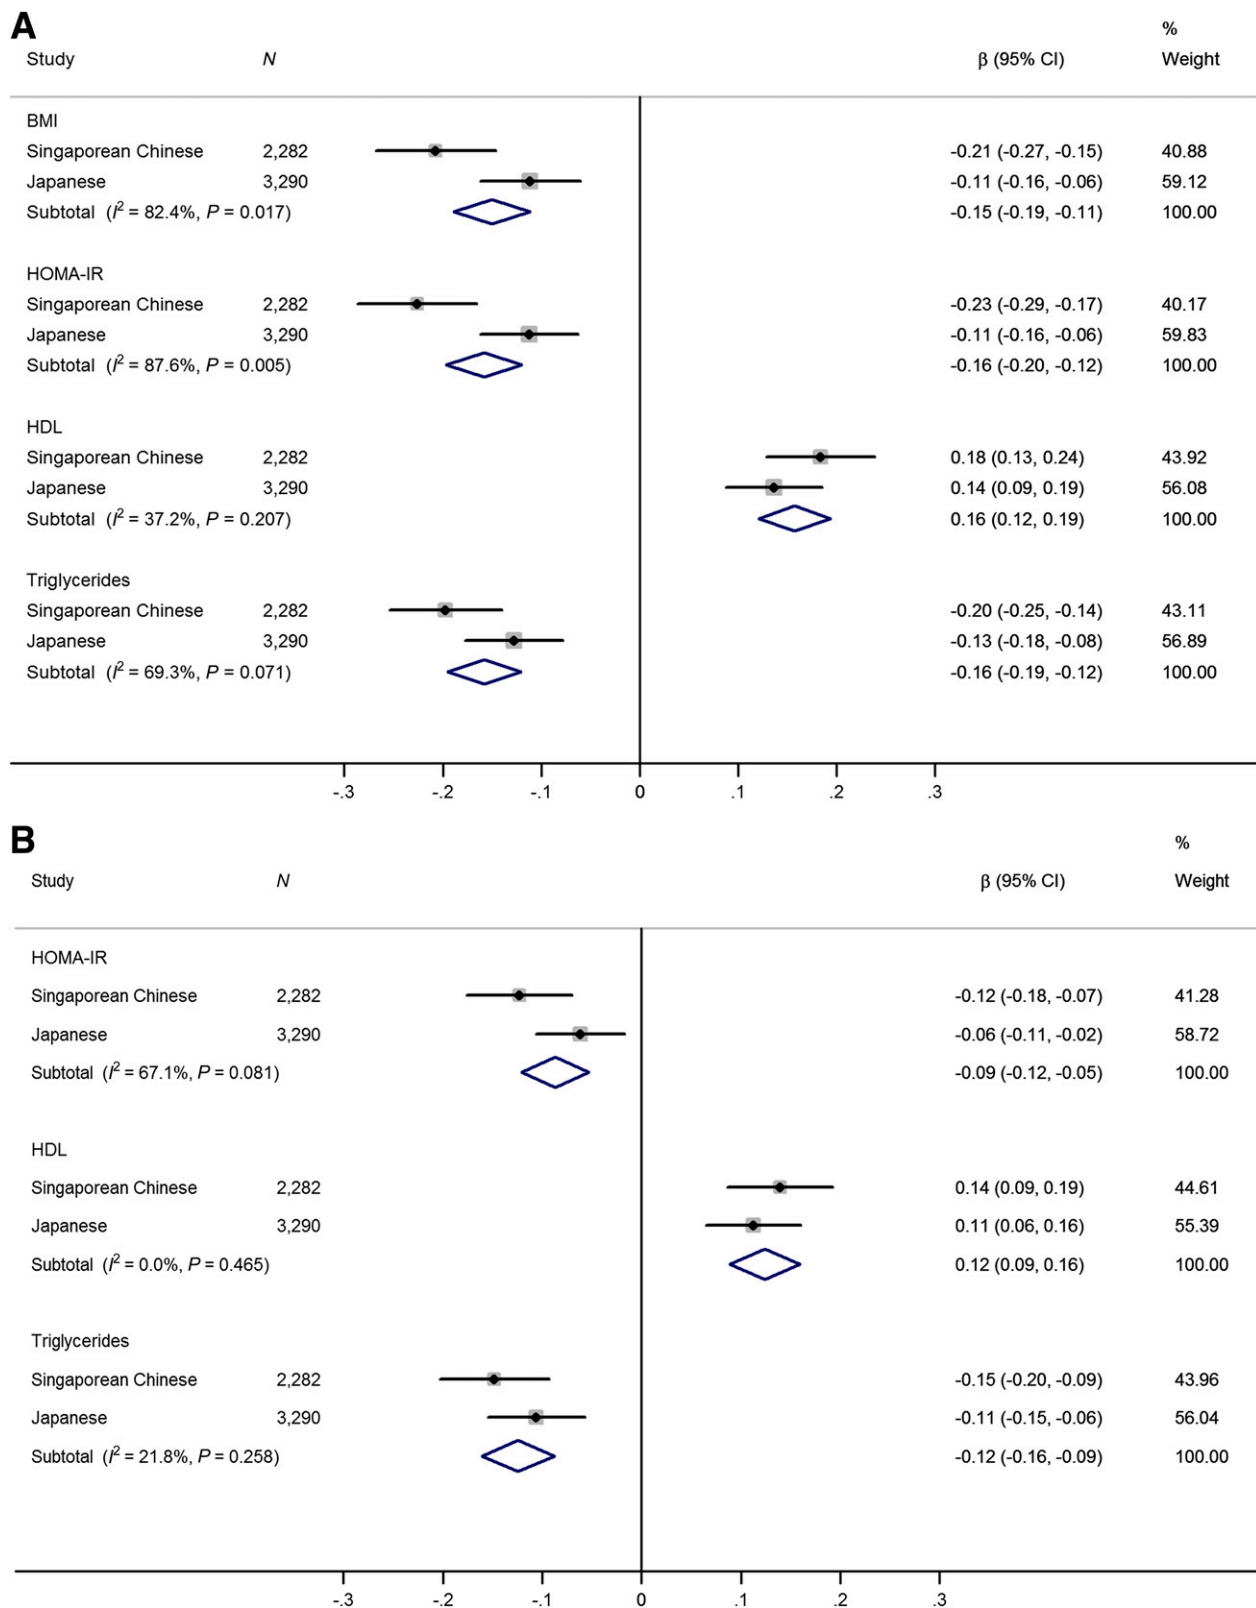 A
%
Study N β (95% CI) Weight
BMI
Singaporean Chinese 2,282 -0.21 (-0.27, -0.15) 40.88
Japanese 3,290 -0.11 (-0.16, -0.06) 59.12
Subtotal (I² = 82.4%, P = 0.017) -0.15 (-0.19, -0.11) 100.00
HOMA-IR
Singaporean Chinese 2,282 -0.23 (-0.29, -0.17) 40.17
Japanese 3,290 -0.11 (-0.16, -0.06) 59.83
Subtotal (I² = 87.6%, P = 0.005) -0.16 (-0.20, -0.12) 100.00
HDL
Singaporean Chinese 2,282 0.18 (0.13, 0.24) 43.92
Japanese 3,290 0.14 (0.09, 0.19) 56.08
Subtotal (I² = 37.2%, P = 0.207) 0.16 (0.12, 0.19) 100.00
Triglycerides
Singaporean Chinese 2,282 -0.20 (-0.25, -0.14) 43.11
Japanese 3,290 -0.13 (-0.18, -0.08) 56.89
Subtotal (I² = 69.3%, P = 0.071) -0.16 (-0.19, -0.12) 100.00
-.3 -.2 -.1 0 .1 .2 .3
B
%
Study N β (95% CI) Weight
HOMA-IR
Singaporean Chinese 2,282 -0.12 (-0.18, -0.07) 41.28
Japanese 3,290 -0.06 (-0.11, -0.02) 58.72
Subtotal (I² = 67.1%, P = 0.081) -0.09 (-0.12, -0.05) 100.00
HDL
Singaporean Chinese 2,282 0.14 (0.09, 0.19) 44.61
Japanese 3,290 0.11 (0.06, 0.16) 55.39
Subtotal (I² = 0.0%, P = 0.465) 0.12 (0.09, 0.16) 100.00
Triglycerides
Singaporean Chinese 2,282 -0.15 (-0.20, -0.09) 43.96
Japanese 3,290 -0.11 (-0.15, -0.06) 56.04
Subtotal (I² = 21.8%, P = 0.258) -0.12 (-0.16, -0.09) 100.00
-.3 -.2 -.1 0 .1 .2 .3